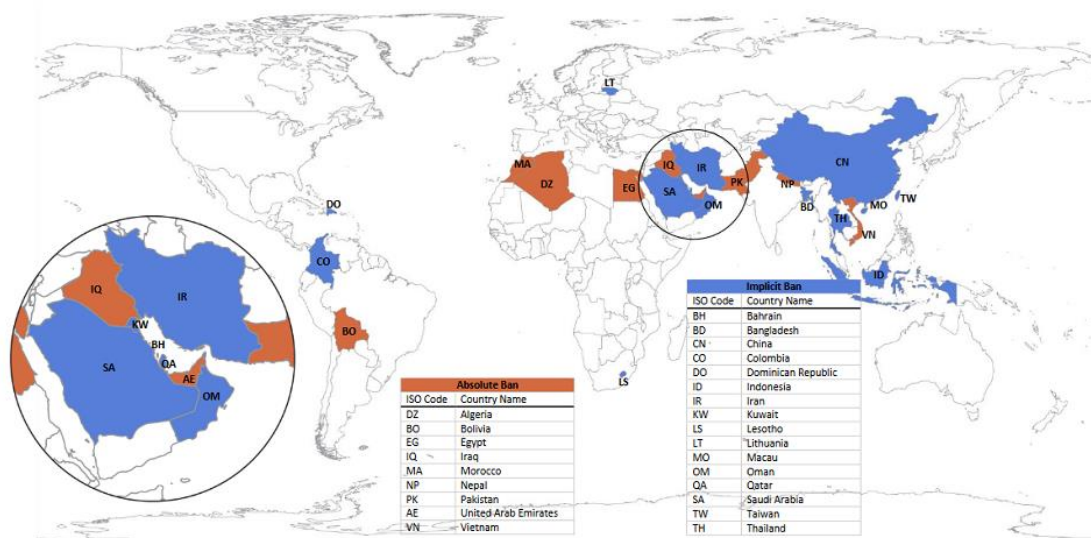 LT
MA
DZ
EG
IQ
IR
SA
OM
PK
NP
CN
BD
MO
TW
TH
VN
ID
DO
CO
BO
LS
IQ
IR
KW
BH
QA
SA
AE
OM
Absolute Ban
ISO Code Country Name
DZ Algeria
BO Bolivia
EG Egypt
IQ Iraq
MA Morocco
NP Nepal
PK Pakistan
AE United Arab Emirates
VN Vietnam
Implicit Ban
ISO Code Country Name
BH Bahrain
BD Bangladesh
CN China
CO Colombia
DO Dominican Republic
ID Indonesia
IR Iran
KW Kuwait
LS Lesotho
LT Lithuania
MO Macau
OM Oman
QA Qatar
SA Saudi Arabia
TW Taiwan
TH Thailand